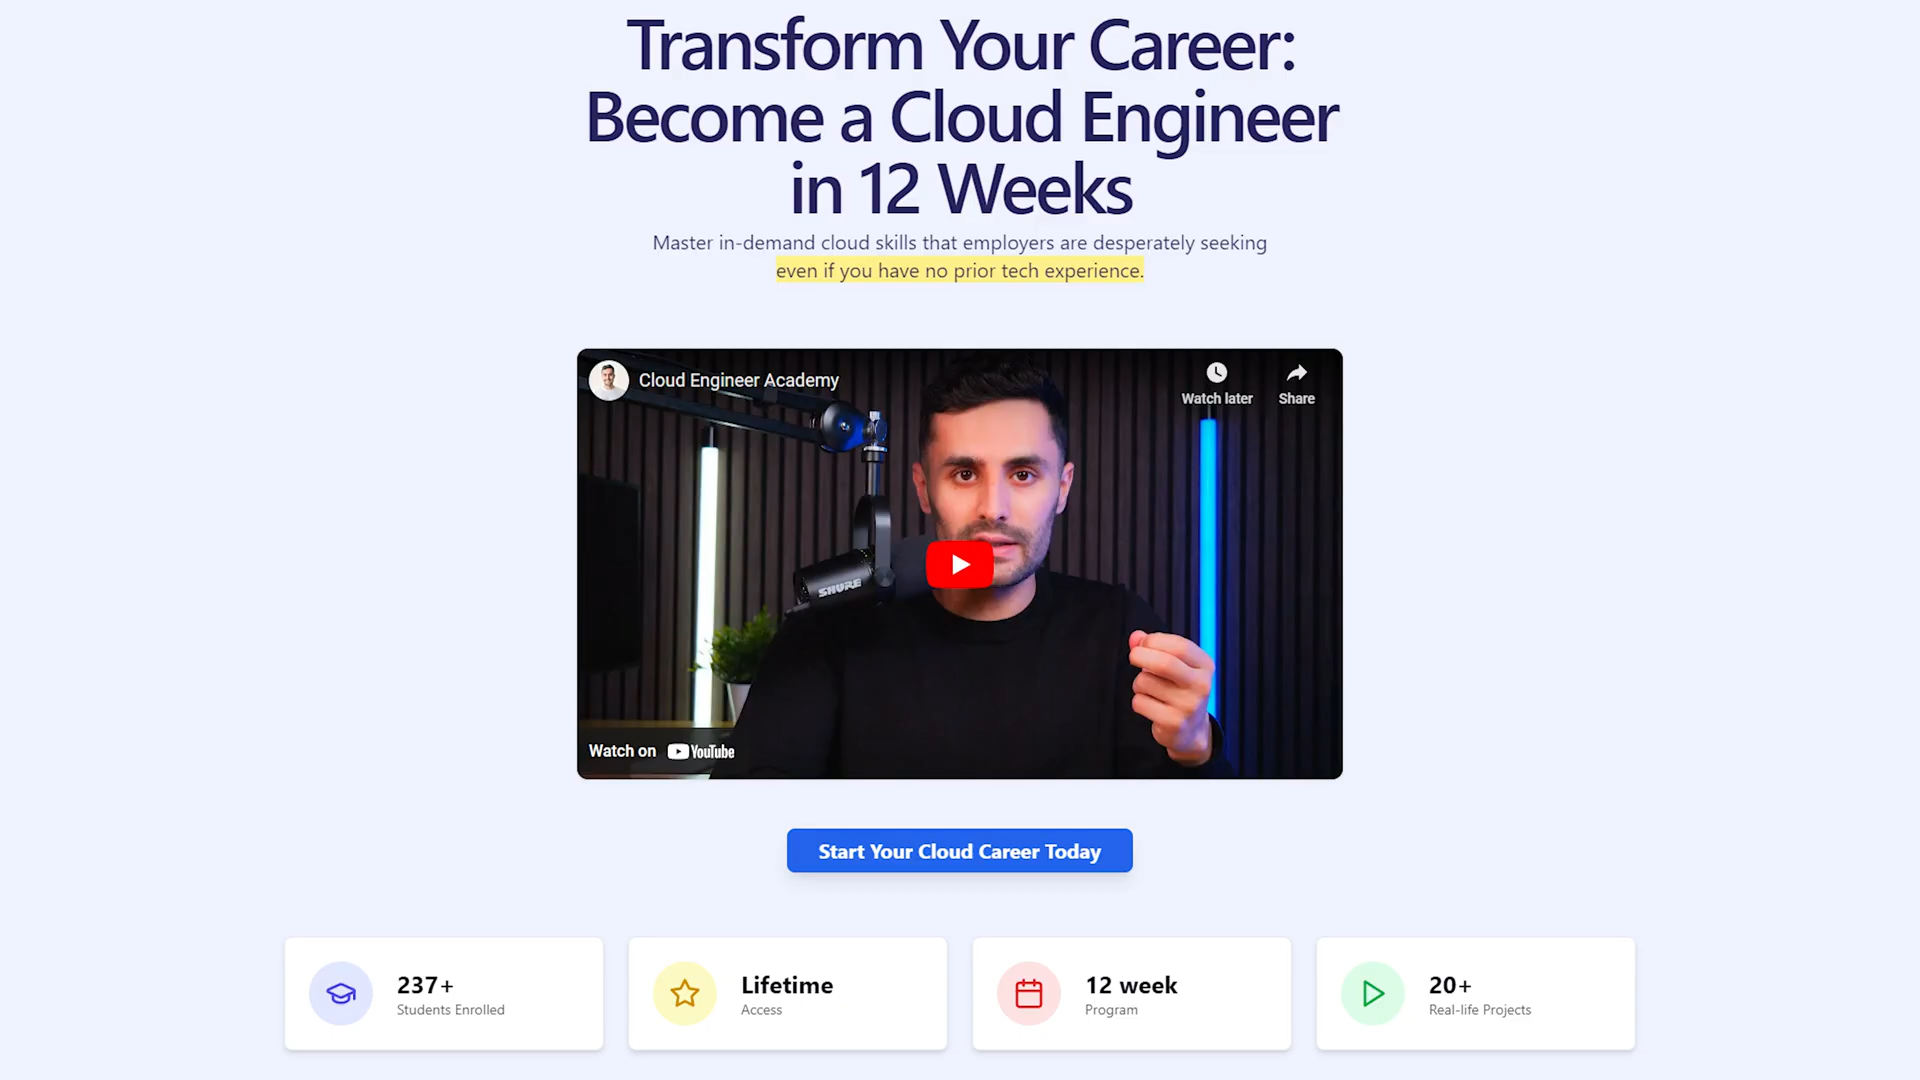 Transform Your Career:
Become a Cloud Engineer
in 12 Weeks
Master in-demand cloud skills that employers are desperately seeking
even if you have no prior tech experience.
Cloud Engineer Academy
Watch later
Share
SHURE
Watch on YouTube
Start Your Cloud Career Today
237+
Students Enrolled
Lifetime
Access
12 week
Program
20+
Real-life Projects